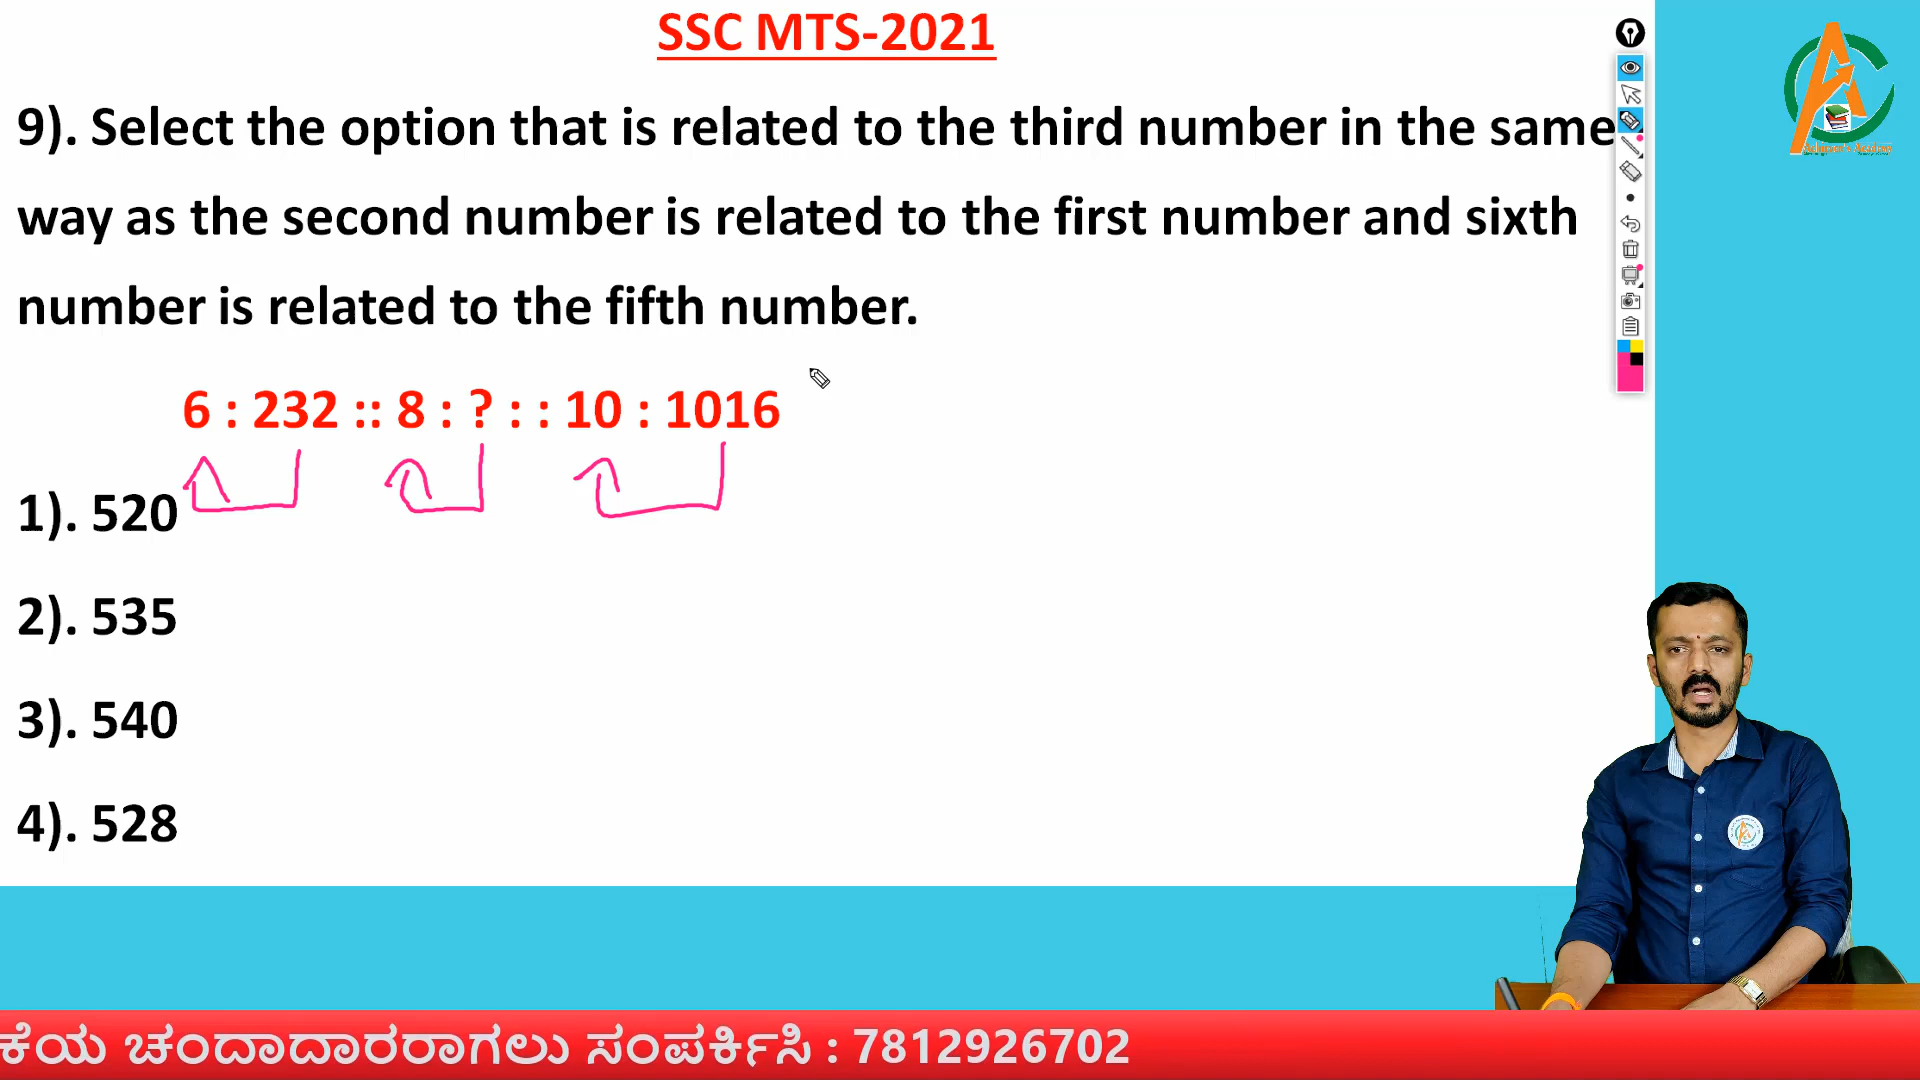 SSC MTS-2021
9). Select the option that is related to the third number in the same
way as the second number is related to the first number and sixth
number is related to the fifth number.
6 : 232 :: 8 : ? : : 10 : 1016
1). 520
2). 535
3). 540
4). 528
ಕೆಯ ಚಂದಾದಾರರಾಗಲು ಸಂಪರ್ಕಿಸಿ : 7812926702